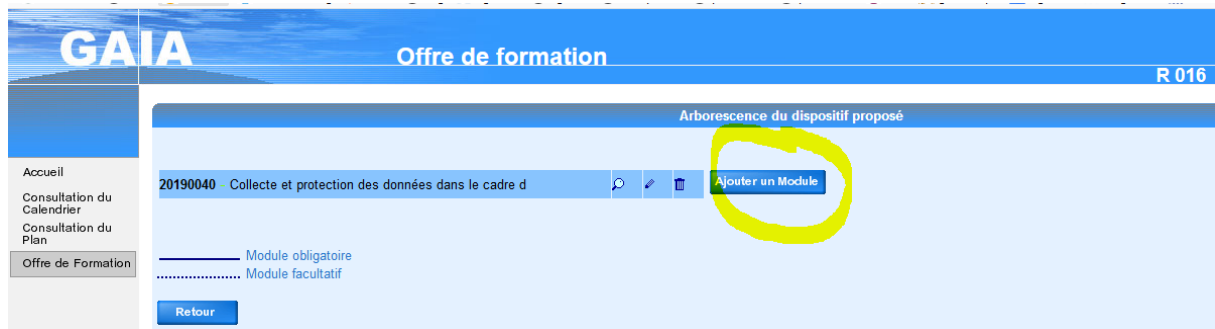 GAIA
Offre de formation
R 016
Arborescence du dispositif proposé
Accueil
Consultation du
Calendrier
Consultation du
Plan
Offre de Formation
20190040 Collecte et protection des données dans le cadre d
Ajouter un Module
Module obligatoire
Module facultatif
Retour